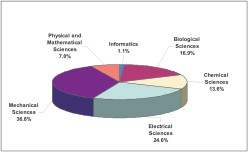 Physical and
Mathematical
Sciences
7.0%
Informatics
1.1%
Biological
Sciences
16.9%
Chemical
Sciences
13.6%
Electrical
Sciences
24.6%
Mechanical
Sciences
36.8%